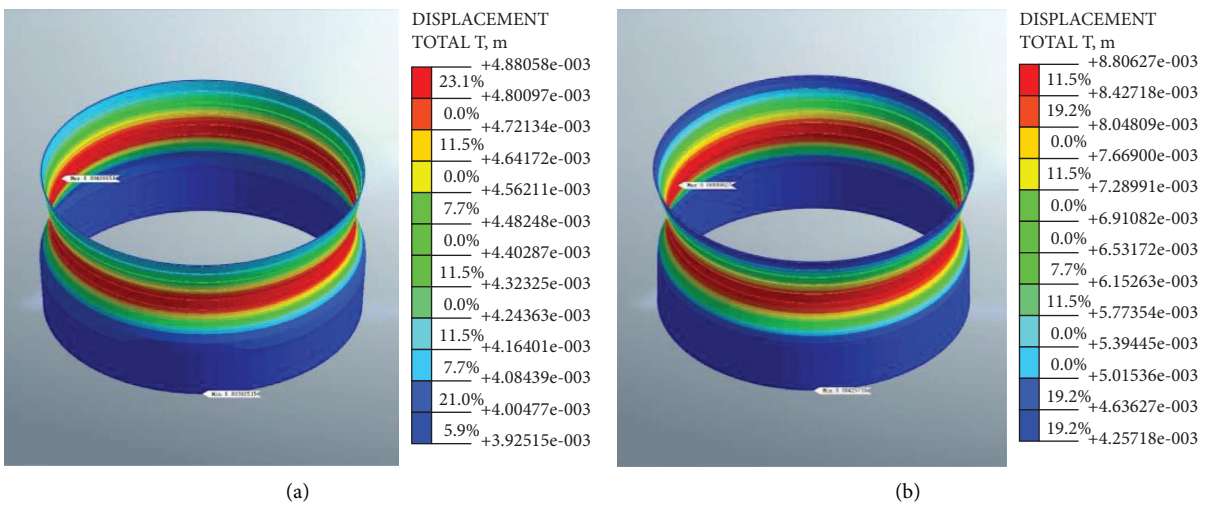 DISPLACEMENT
TOTAL T, m
+4.88058e-003
23.1%
+4.80097e-003
0.0%
+4.72134e-003
11.5%
+4.64172e-003
0.0%
+4.56211e-003
7.7%
+4.48248e-003
0.0%
+4.40287e-003
11.5%
+4.32325e-003
0.0%
+4.24363e-003
11.5%
+4.16401e-003
7.7%
+4.08439e-003
21.0%
+4.00477e-003
5.9%
+3.92515e-003
(a)
DISPLACEMENT
TOTAL T, m
+8.80627e-003
11.5%
+8.42718e-003
19.2%
+8.04809e-003
0.0%
+7.66900e-003
11.5%
+7.28991e-003
0.0%
+6.91082e-003
0.0%
+6.53172e-003
7.7%
+6.15263e-003
11.5%
+5.77354e-003
0.0%
+5.39445e-003
0.0%
+5.01536e-003
19.2%
+4.63627e-003
19.2%
+4.25718e-003
(b)